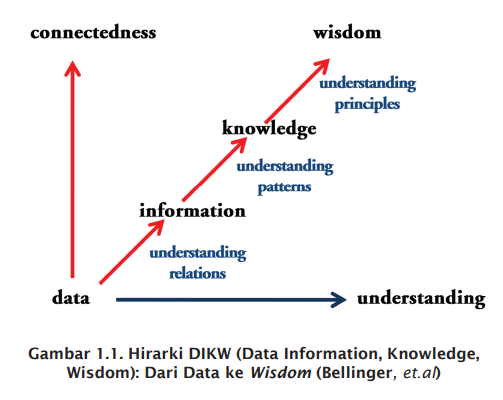 connectedness
wisdom
understanding
principles
knowledge
understanding
patterns
information
understanding
relations
data
understanding
Gambar 1.1. Hirarki DIKW (Data Information, Knowledge,
Wisdom): Dari Data ke Wisdom (Bellinger, et.al)